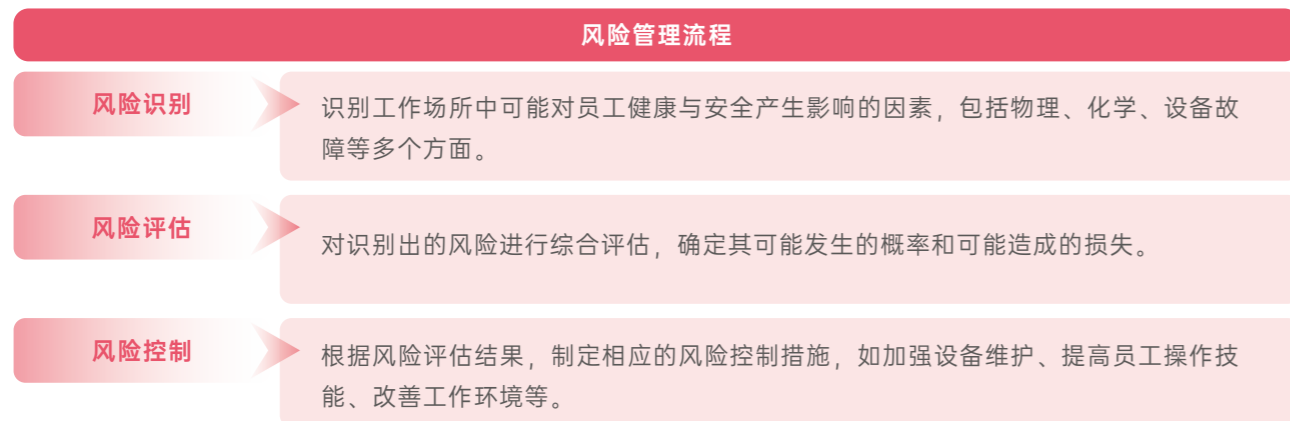 风险管理流程
风险识别
识别工作场所中可能对员工健康与安全产生影响的因素，包括物理、化学、设备故
障等多个方面。
风险评估
对识别出的风险进行综合评估，确定其可能发生的概率和可能造成的损失。
风险控制
根据风险评估结果，制定相应的风险控制措施，如加强设备维护、提高员工操作技
能、改善工作环境等。